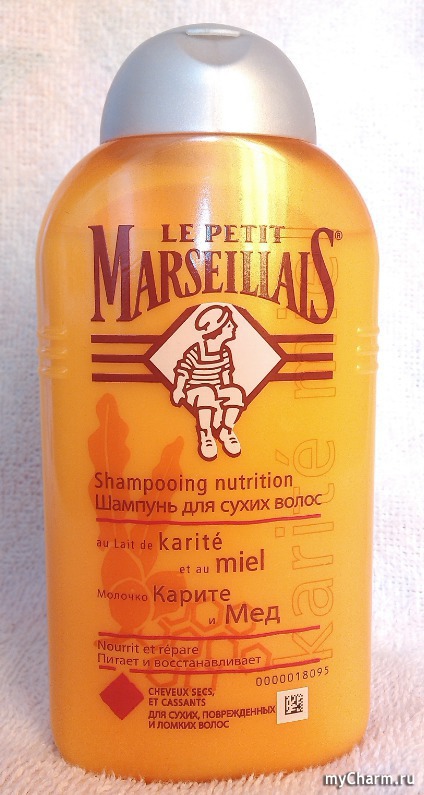 LE PETIT
MARSEILLAIS®
Shampooing nutrition
Шампунь для сухих волос
au Lait de karité
et au miel
Молочко Карите
и Мед
karité miel
Nourrit et répare
Питает и восстанавливает
0000018095
CHEVEUX SECS,
ET CASSANTS
ДЛЯ СУХИХ, ПОВРЕЖДЕННЫХ
И ЛОМКИХ ВОЛОС
myCharm.ru